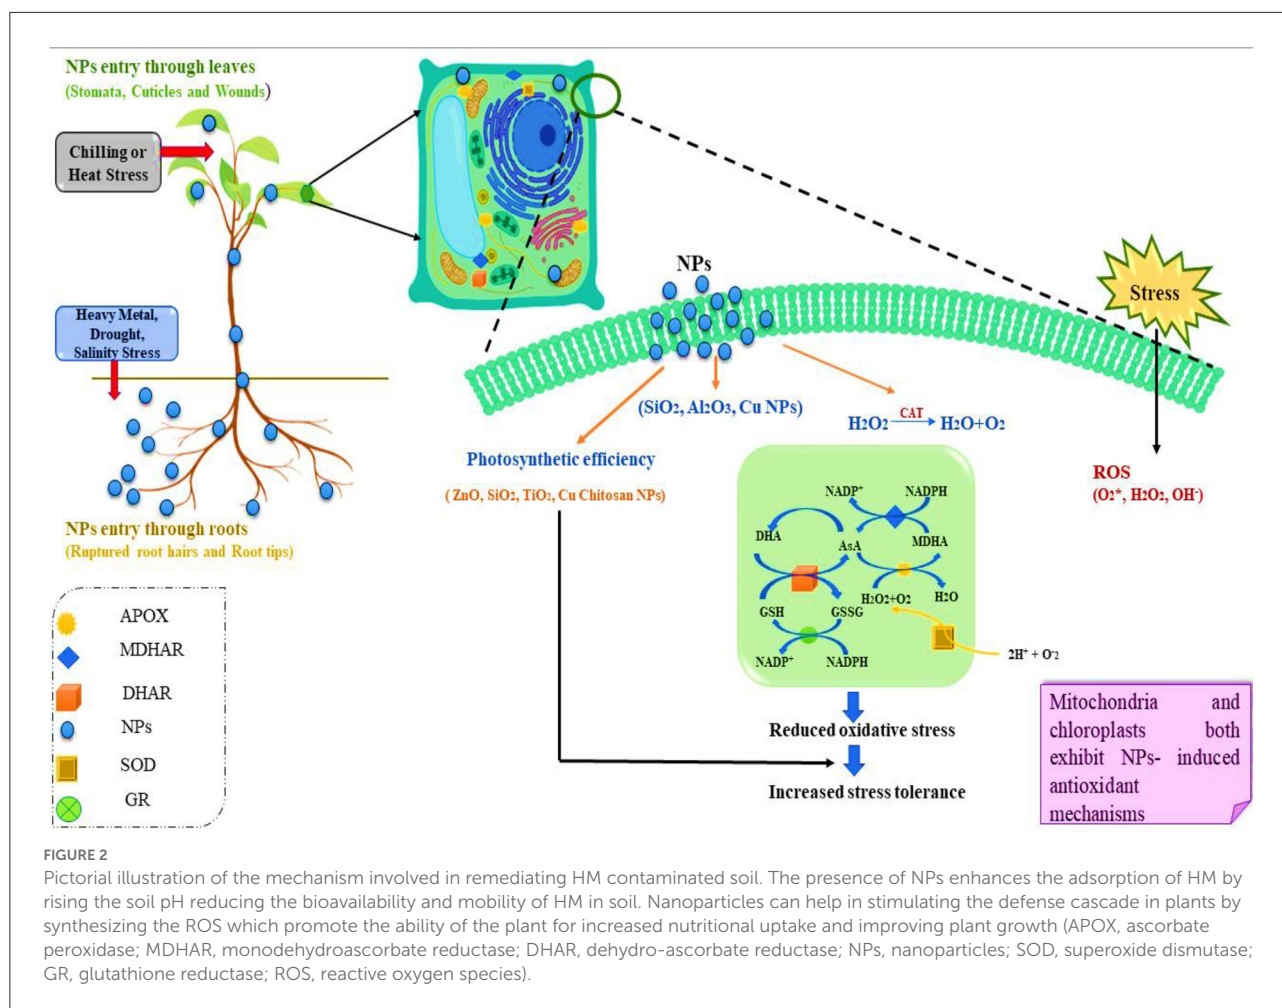 NPs entry through leaves
(Stomata, Cuticles and Wounds)
Chilling or
Heat Stress
Heavy Metal,
Drought,
Salinity Stress
NPs entry through roots
(Ruptured root hairs and Root tips)
NPs
Stress
(SiO₂, Al₂O₃, Cu NPs)
H₂O₂ CAT H₂O+O₂
Photosynthetic efficiency
( ZnO, SiO₂, TiO₂, Cu Chitosan NPs)
ROS
(O₂*, H₂O₂, OH⁻)
NADP⁺ NADPH
DHA AsA MDHA
GSH GSSG H₂O2+O2 H₂O
NADP⁺ NADPH
2H⁺ + O⁻₂
Reduced oxidative stress
Increased stress tolerance
Mitochondria and
chloroplasts both
exhibit NPs- induced
antioxidant
mechanisms
APOX
MDHAR
DHAR
NPs
SOD
GR
FIGURE 2
Pictorial illustration of the mechanism involved in remediating HM contaminated soil. The presence of NPs enhances the adsorption of HM by
rising the soil pH reducing the bioavailability and mobility of HM in soil. Nanoparticles can help in stimulating the defense cascade in plants by
synthesizing the ROS which promote the ability of the plant for increased nutritional uptake and improving plant growth (APOX, ascorbate
peroxidase; MDHAR, monodehydroascorbate reductase; DHAR, dehydro-ascorbate reductase; NPs, nanoparticles; SOD, superoxide dismutase;
GR, glutathione reductase; ROS, reactive oxygen species).